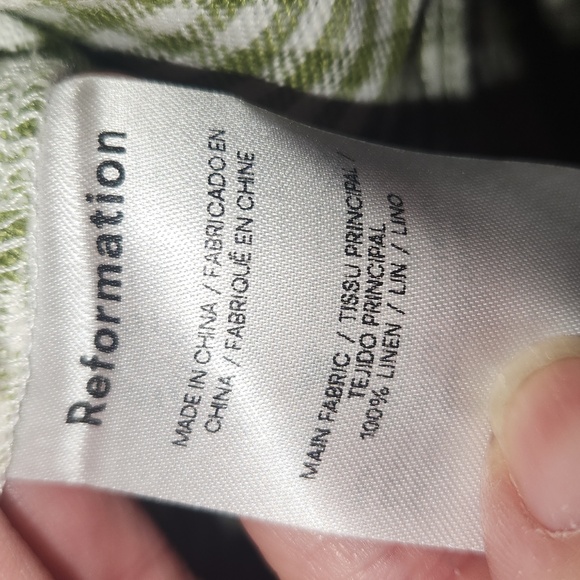 Reformation
MADE IN CHINA / FABRICADO EN
CHINA / FABRIQUÉ EN CHINE
MAIN FABRIC / TISSU PRINCIPAL /
TEJIDO PRINCIPAL
100% LINEN / LIN / LINO